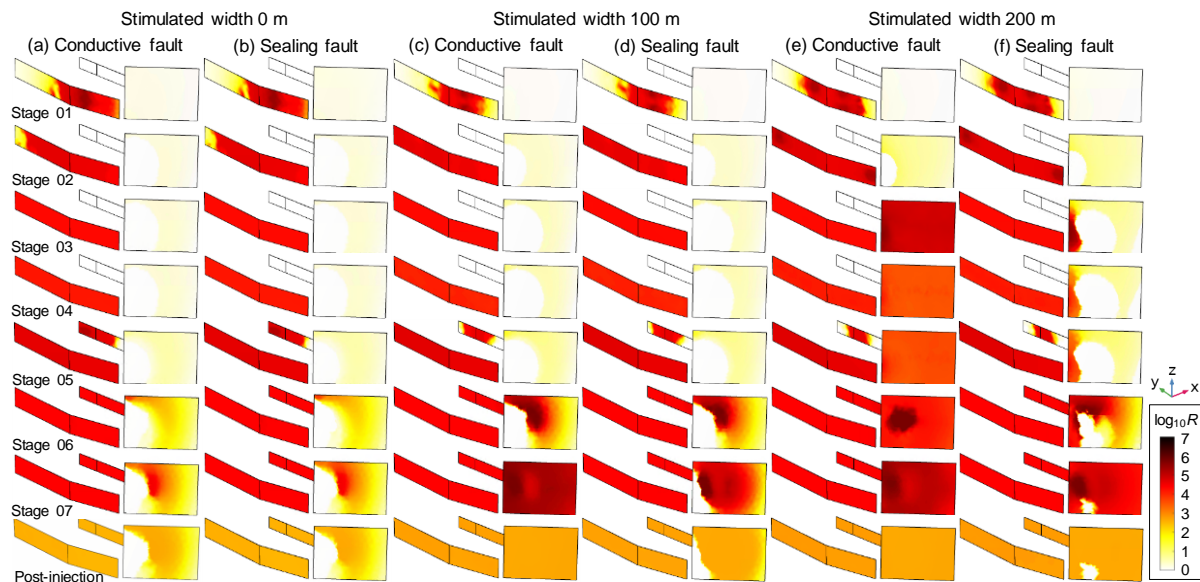 Stimulated width 0 m Stimulated width 100 m Stimulated width 200 m
(a) Conductive fault (b) Sealing fault (c) Conductive fault (d) Sealing fault (e) Conductive fault (f) Sealing fault
Stage 01
Stage 02
Stage 03
Stage 04
Stage 05
Stage 06
Stage 07
Post-injection
z
y x
log₁₀R
7
6
5
4
3
2
1
0